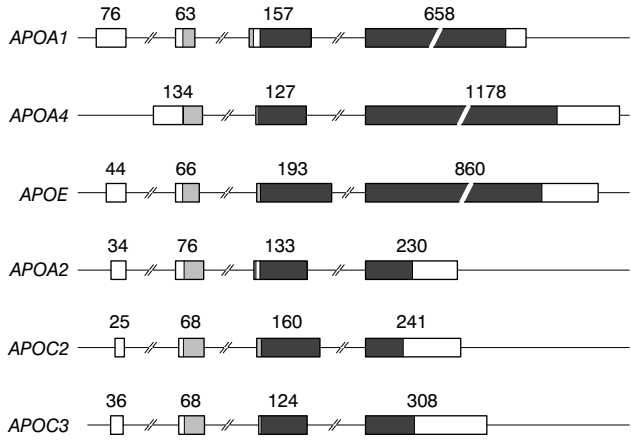 76 63 157 658
APOA1
134 127 1178
APOA4
44 66 193 860
APOE
34 76 133 230
APOA2
25 68 160 241
APOC2
36 68 124 308
APOC3